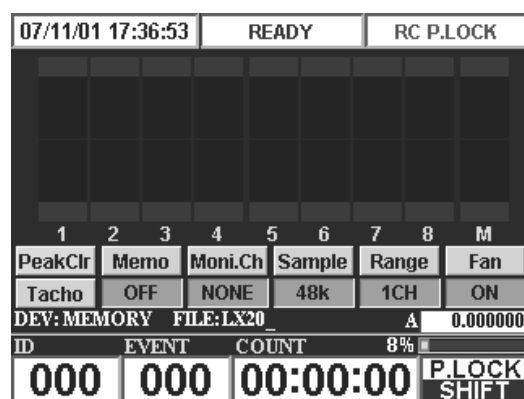 07/11/01 17:36:53 READY RC P.LOCK
1 2 3 4 5 6 7 8 M
PeakClr Memo Moni.Ch Sample Range Fan
Tacho OFF NONE 48k 1CH ON
DEV: MEMORY FILE:LX20_ A 0.000000
ID EVENT COUNT 8%
000 000 00:00:00 P.LOCK
SHIFT